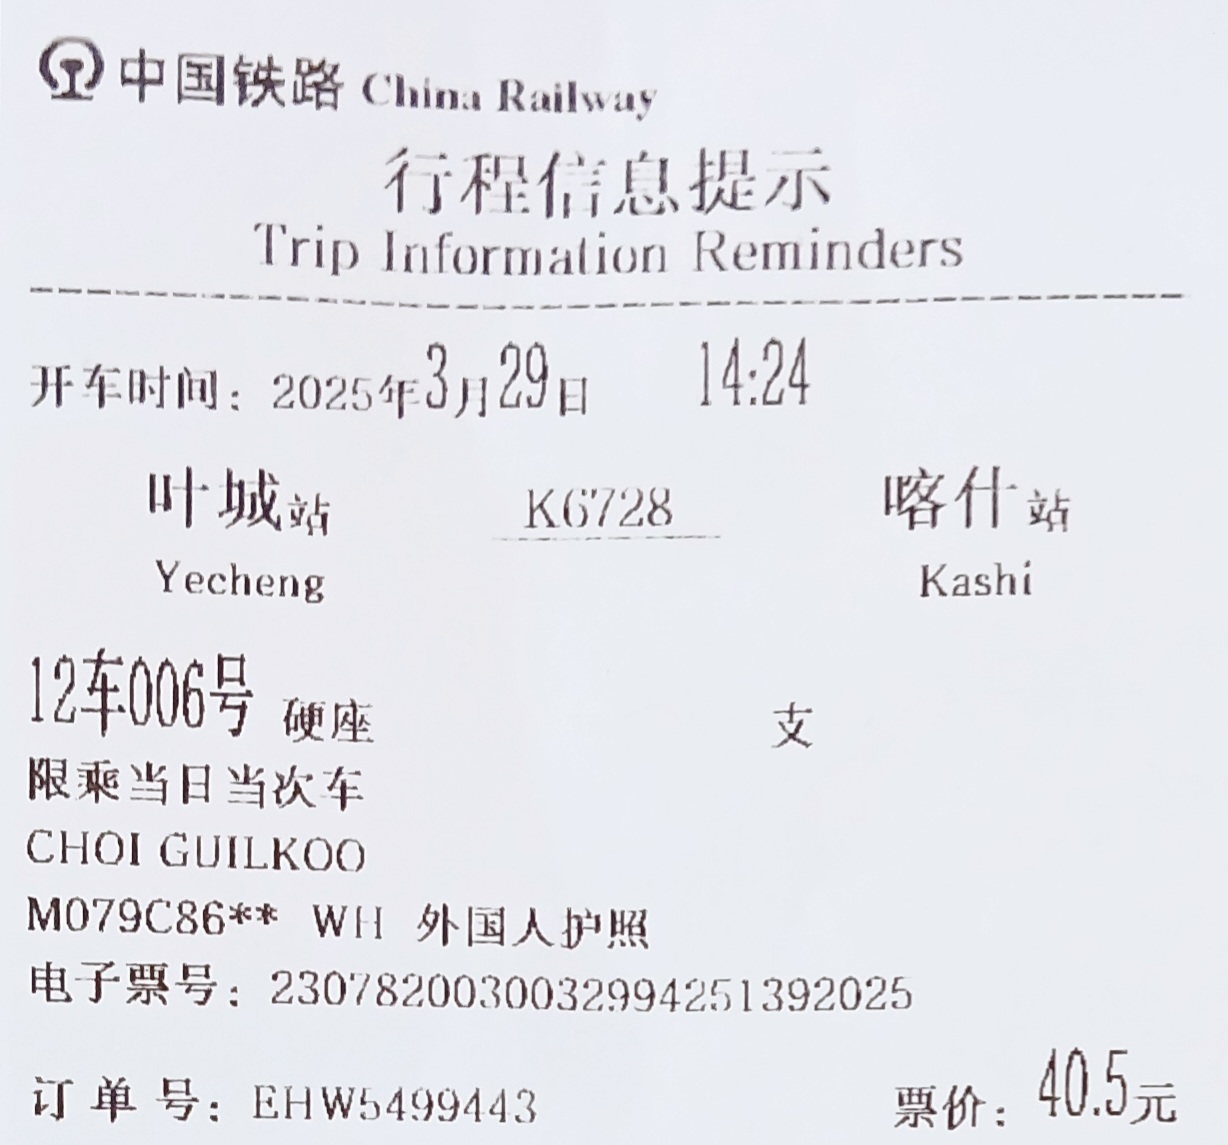 中国铁路 China Railway
行程信息提示
Trip Information Reminders
开车时间: 2025年3月29日 14:24
叶城站 K6728 喀什站
Yecheng Kashi
12车006号 硬座 支
限乘当日当次车
CHOI GUILKOO
M079C86** WH 外国人护照
电子票号: 2307820030032994251392025
订单号: EHW5499443 票价: 40.5元